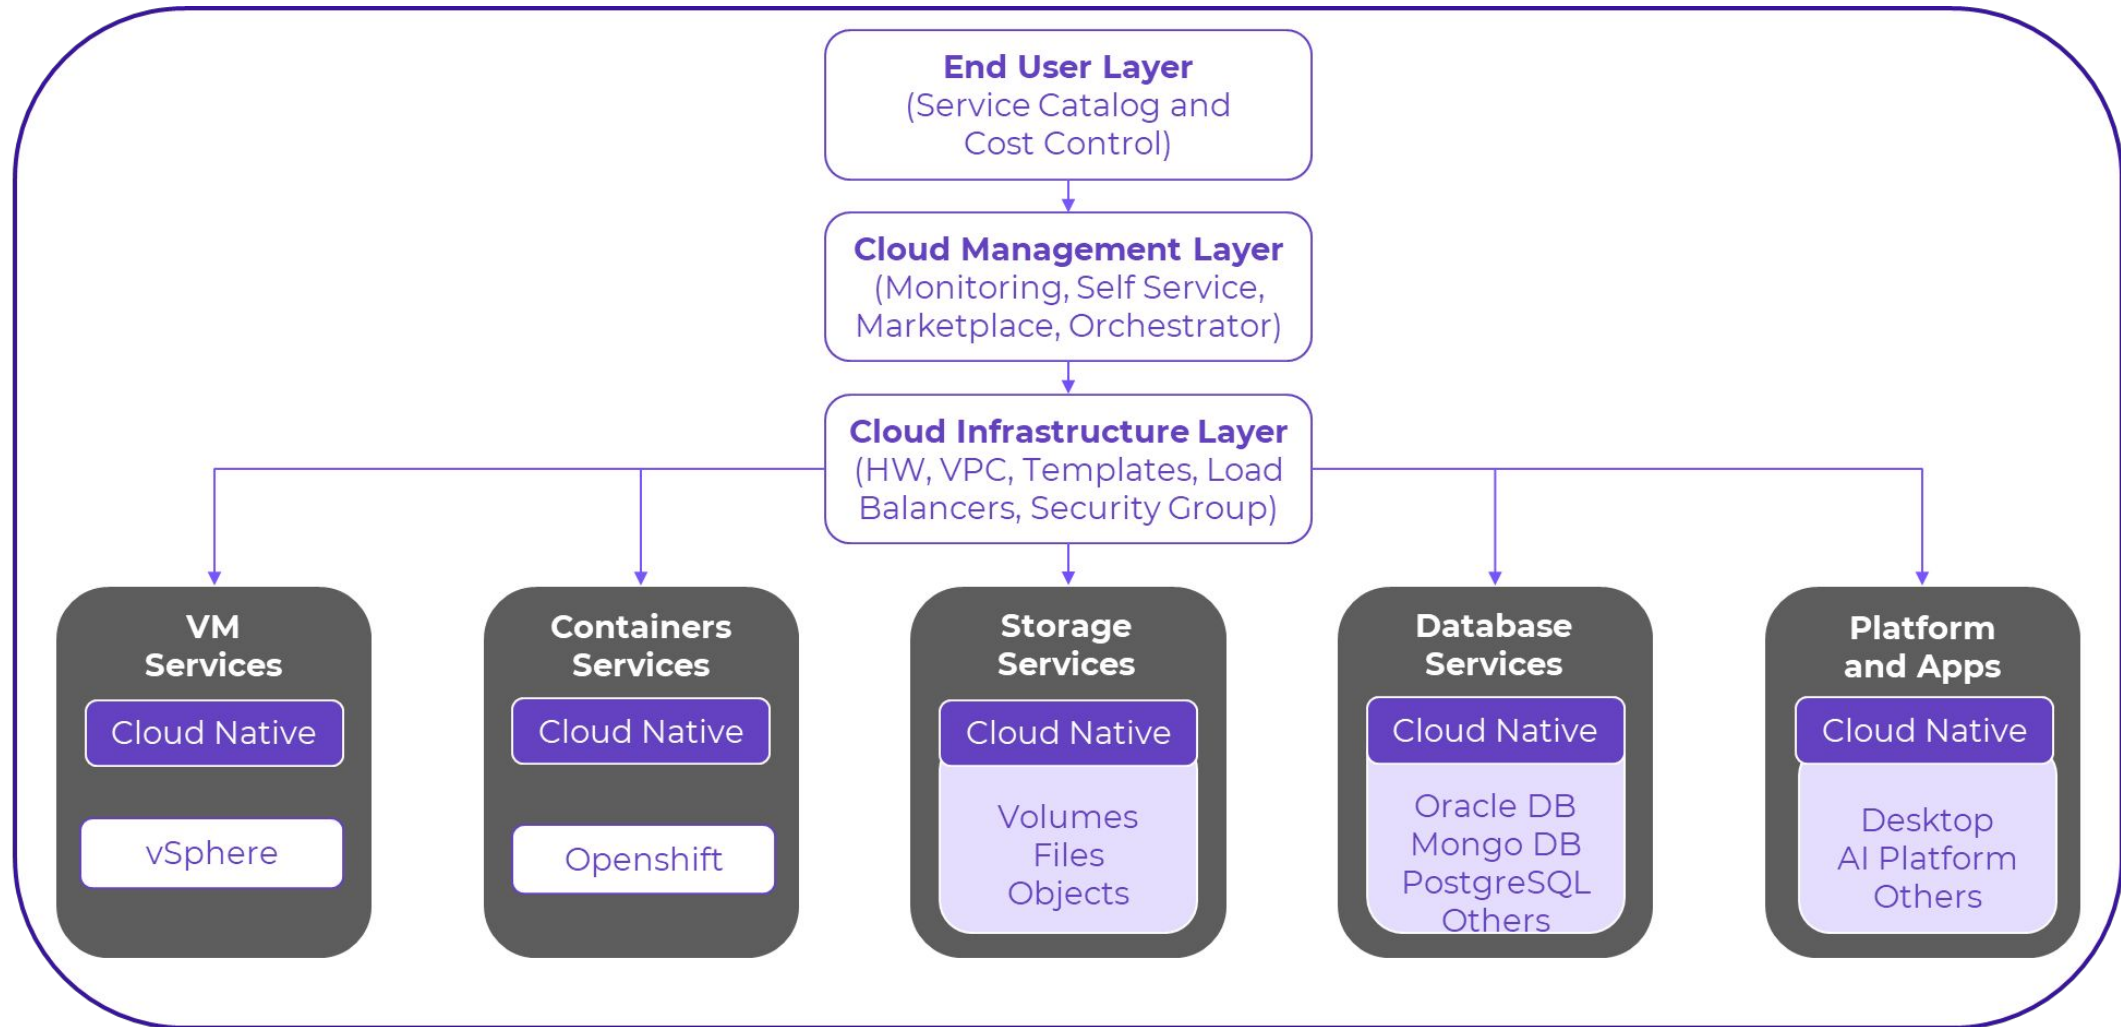 End User Layer
(Service Catalog and
Cost Control)
Cloud Management Layer
(Monitoring, Self Service,
Marketplace, Orchestrator)
Cloud Infrastructure Layer
(HW, VPC, Templates, Load
Balancers, Security Group)
VM
Services
Cloud Native
vSphere
Containers
Services
Cloud Native
Openshift
Storage
Services
Cloud Native
Volumes
Files
Objects
Database
Services
Cloud Native
Oracle DB
Mongo DB
PostgreSQL
Others
Platform
and Apps
Cloud Native
Desktop
AI Platform
Others